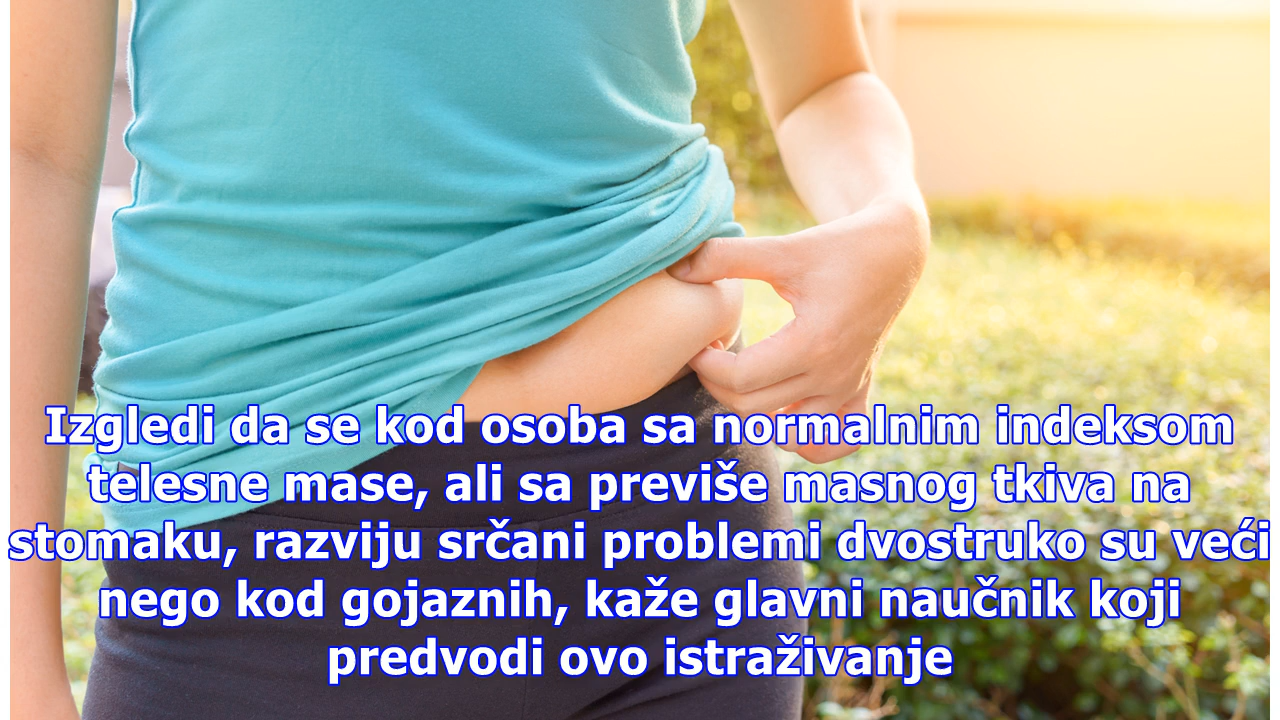 Izgledi da se kod osoba sa normalnim indeksom
telesne mase, ali sa previše masnog tkiva na
stomaku, razviju srčani problemi dvostruko su veći
nego kod gojaznih, kaže glavni naučnik koji
predvodi ovo istraživanje